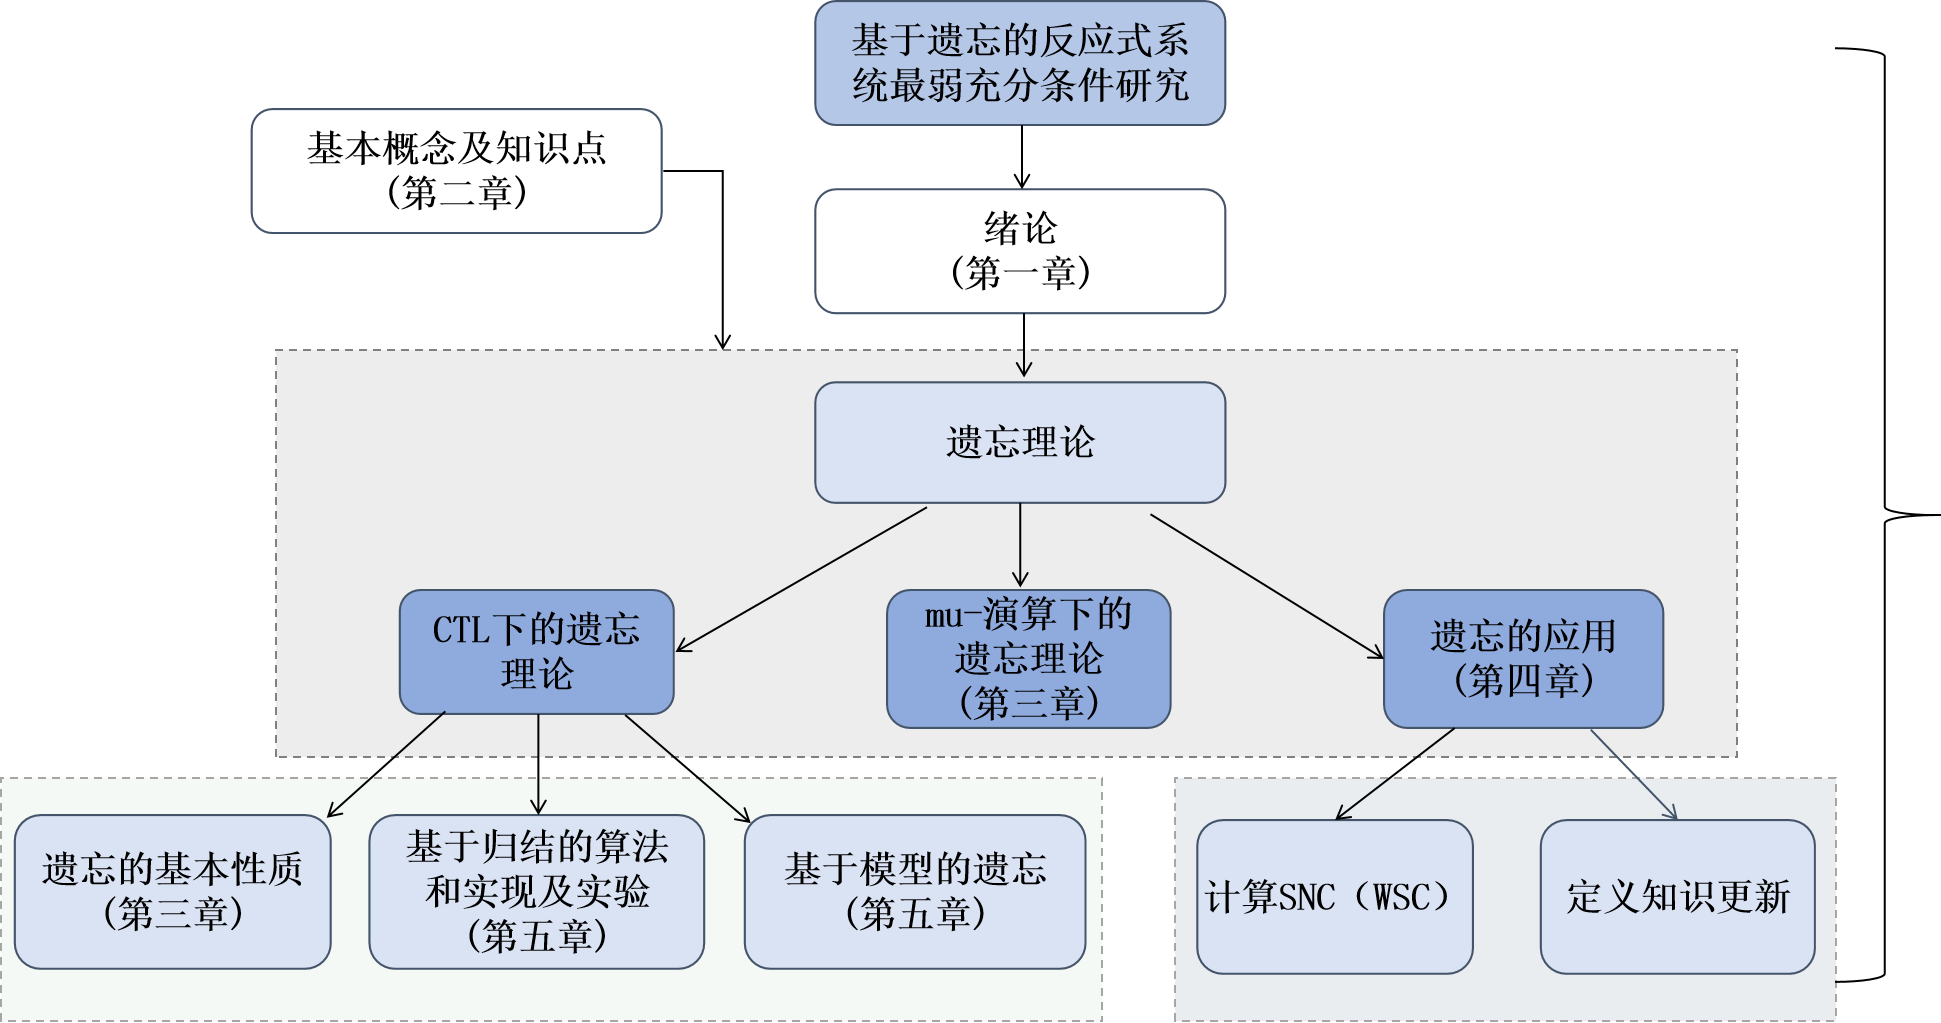 基于遗忘的反应式系
统最弱充分条件研究
基本概念及知识点
(第二章)
绪论
(第一章)
遗忘理论
CTL下的遗忘
理论
mu-演算下的
遗忘理论
(第三章)
遗忘的应用
(第四章)
遗忘的基本性质
(第三章)
基于归结的算法
和实现及实验
(第五章)
基于模型的遗忘
(第五章)
计算SNC（WSC）
定义知识更新